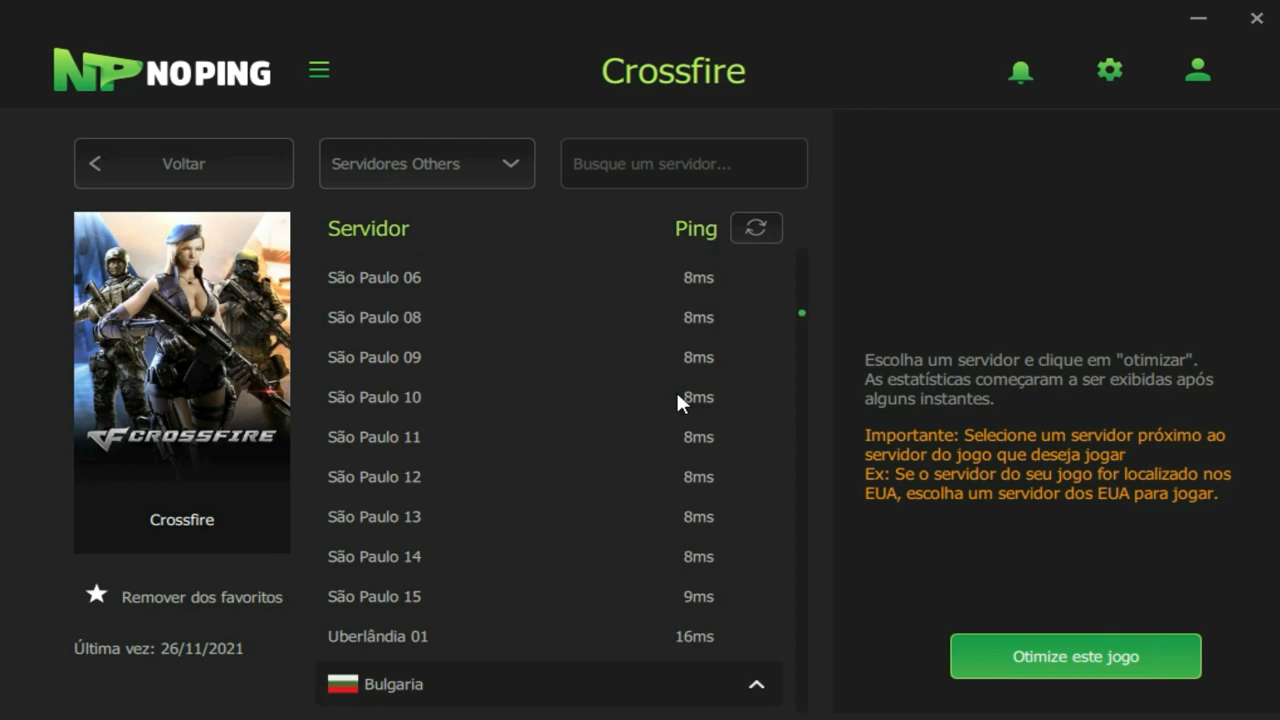 NP NOPING
Crossfire
Voltar
Servidores Others
Busque um servidor...
Servidor
Ping
São Paulo 06
8ms
São Paulo 08
8ms
São Paulo 09
8ms
São Paulo 10
8ms
São Paulo 11
8ms
São Paulo 12
8ms
São Paulo 13
8ms
São Paulo 14
8ms
São Paulo 15
9ms
Uberlândia 01
16ms
Bulgaria
CF CROSSFIRE
Crossfire
Remover dos favoritos
Última vez: 26/11/2021
Escolha um servidor e clique em "otimizar".
As estatísticas começaram a ser exibidas após
alguns instantes.
Importante: Selecione um servidor próximo ao
servidor do jogo que deseja jogar
Ex: Se o servidor do seu jogo for localizado nos
EUA, escolha um servidor dos EUA para jogar.
Otimize este jogo